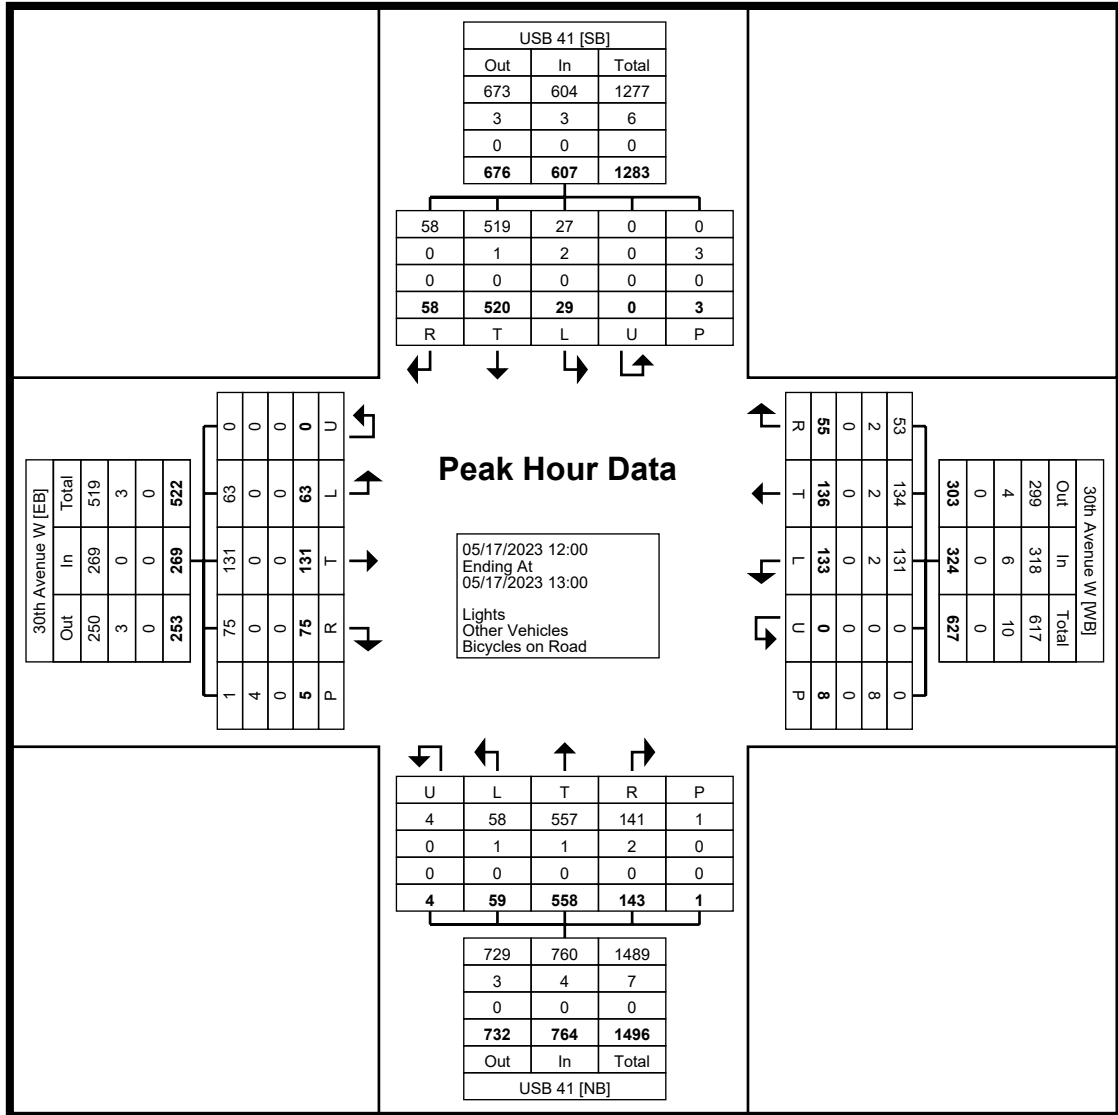 USB 41 [SB]
Out In Total
673 604 1277
3 3 6
0 0 0
676 607 1283
58 519 27 0 0
0 1 2 0 3
0 0 0 0 0
58 520 29 0 3
R T L U P
30th Avenue W [EB]
Total In Out
519 269 250
3 0 3
0 0 0
522 269 253
0 63 131 75 1
0 0 0 0 4
0 0 0 0 0
0 63 131 75 5
U L T R P
Peak Hour Data
05/17/2023 12:00
Ending At
05/17/2023 13:00
Lights
Other Vehicles
Bicycles on Road
R T L U P
55 136 133 0 8
0 0 0 0 0
2 2 2 0 8
53 134 131 0 0
303 324 627
0 0 0
4 6 10
299 318 617
Out In Total
30th Avenue W [WB]
U L T R P
4 58 557 141 1
0 1 1 2 0
0 0 0 0 0
4 59 558 143 1
729 760 1489
3 4 7
0 0 0
732 764 1496
Out In Total
USB 41 [NB]